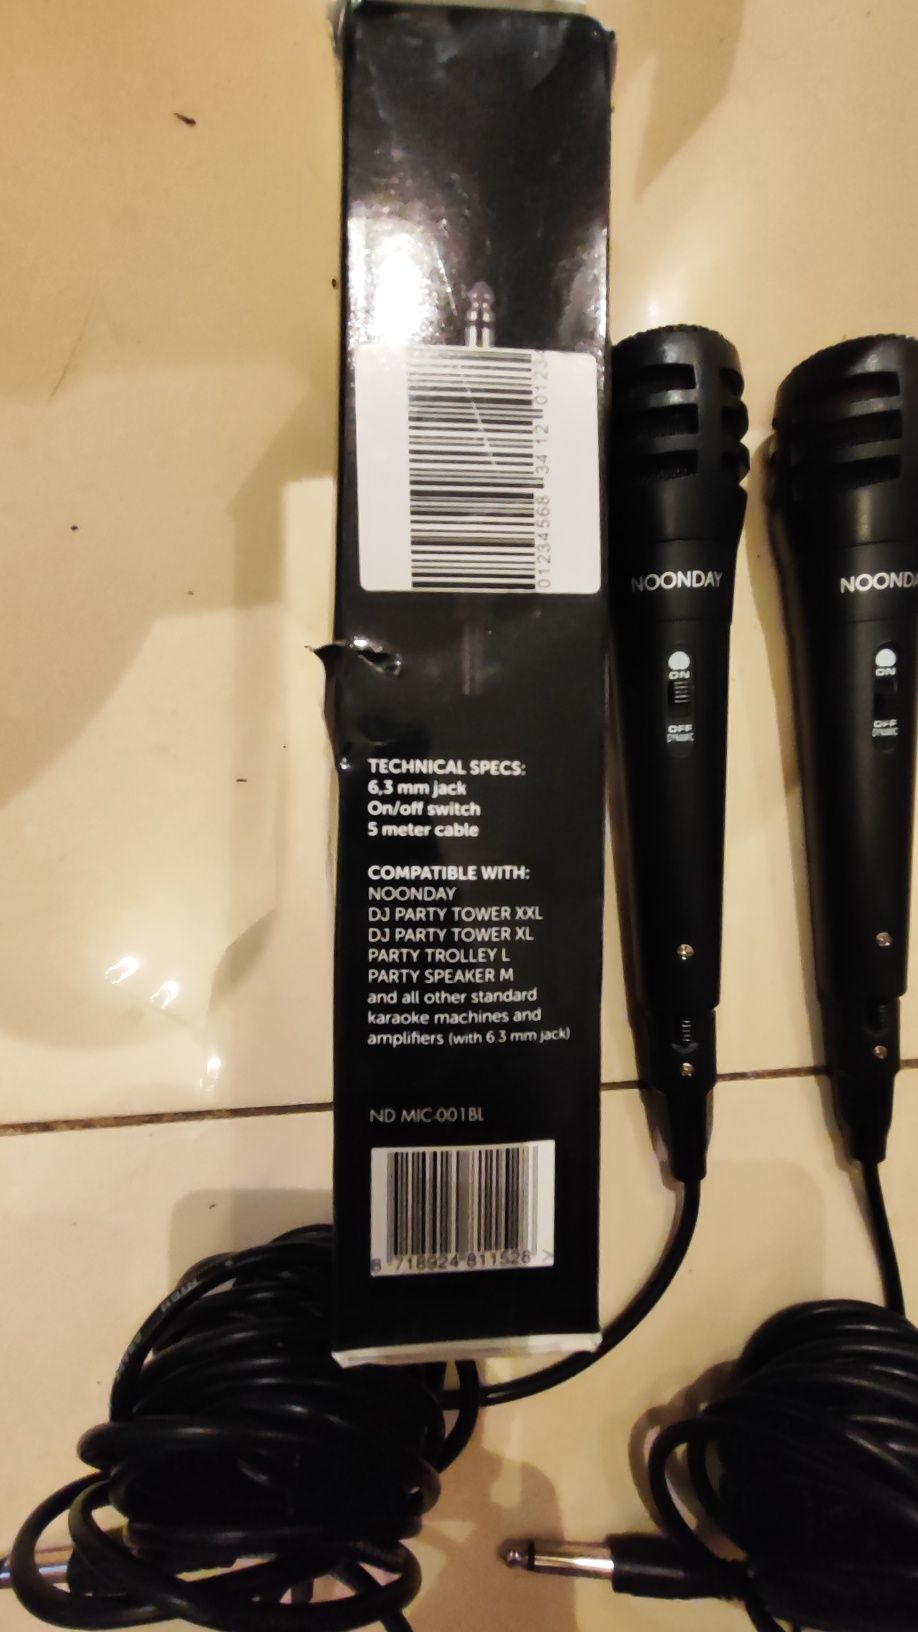 01234568 34 12 0123
TECHNICAL SPECS:
6,3 mm jack
On/off switch
5 meter cable
COMPATIBLE WITH:
NOONDAY
DJ PARTY TOWER XXL
DJ PARTY TOWER XL
PARTY TROLLEY L
PARTY SPEAKER M
and all other standard
karaoke machines and
amplifiers (with 6 3 mm jack)
ND MIC-001BL
8 718924 811526 >
NOONDAY
ON
OFF
DYNAMIC
NOONDA
ON
OFF
DYNAMIC